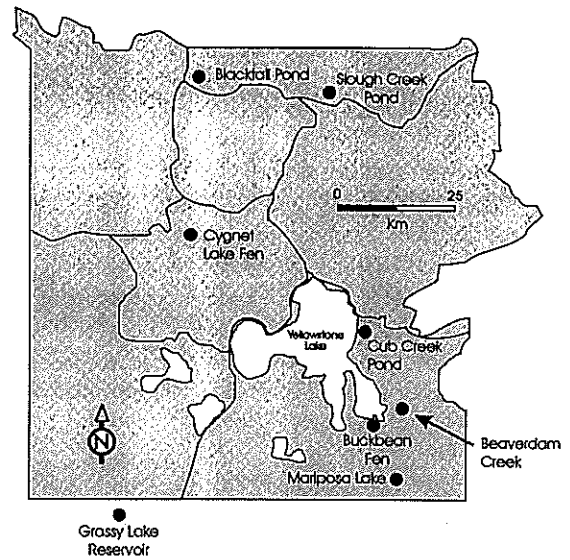 Blacktail Pond
Slough Creek
Pond
0
25
Km
Cygnet
Lake Fen
Yellowstone
Lake
Cub Creek
Pond
N
Buckbean
Fen
Beaverdam
Creek
Mariposa Lake
Grassy Lake
Reservoir